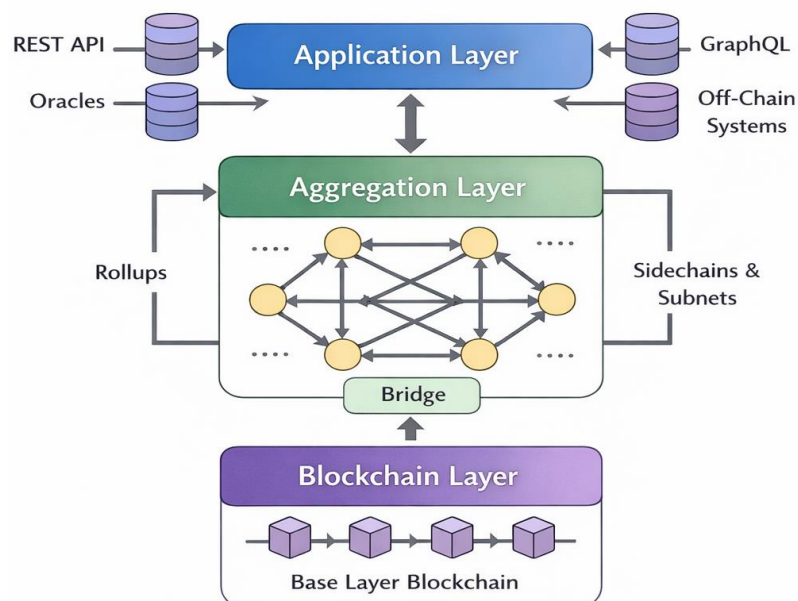 REST API
Application Layer
GraphQL
Oracles
Off-Chain
Systems
Aggregation Layer
Rollups
Sidechains &
Subnets
Bridge
Blockchain Layer
Base Layer Blockchain